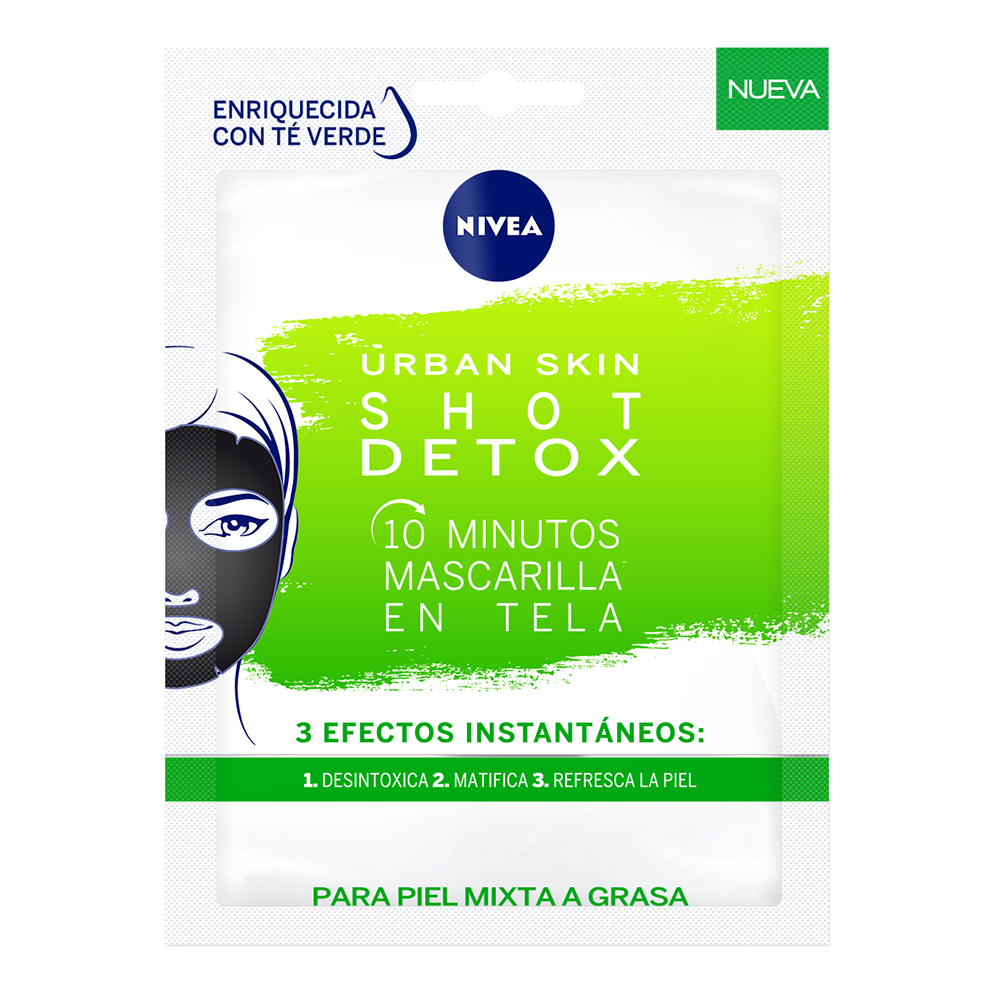 ENRIQUECIDA
CON TÉ VERDE
NUEVA
NIVEA
URBAN SKIN
SHOT
DETOX
10 MINUTOS
MASCARILLA
EN TELA
3 EFECTOS INSTANTÁNEOS:
1. DESINTOXICA 2. MATIFICA 3. REFRESCA LA PIEL
PARA PIEL MIXTA A GRASA